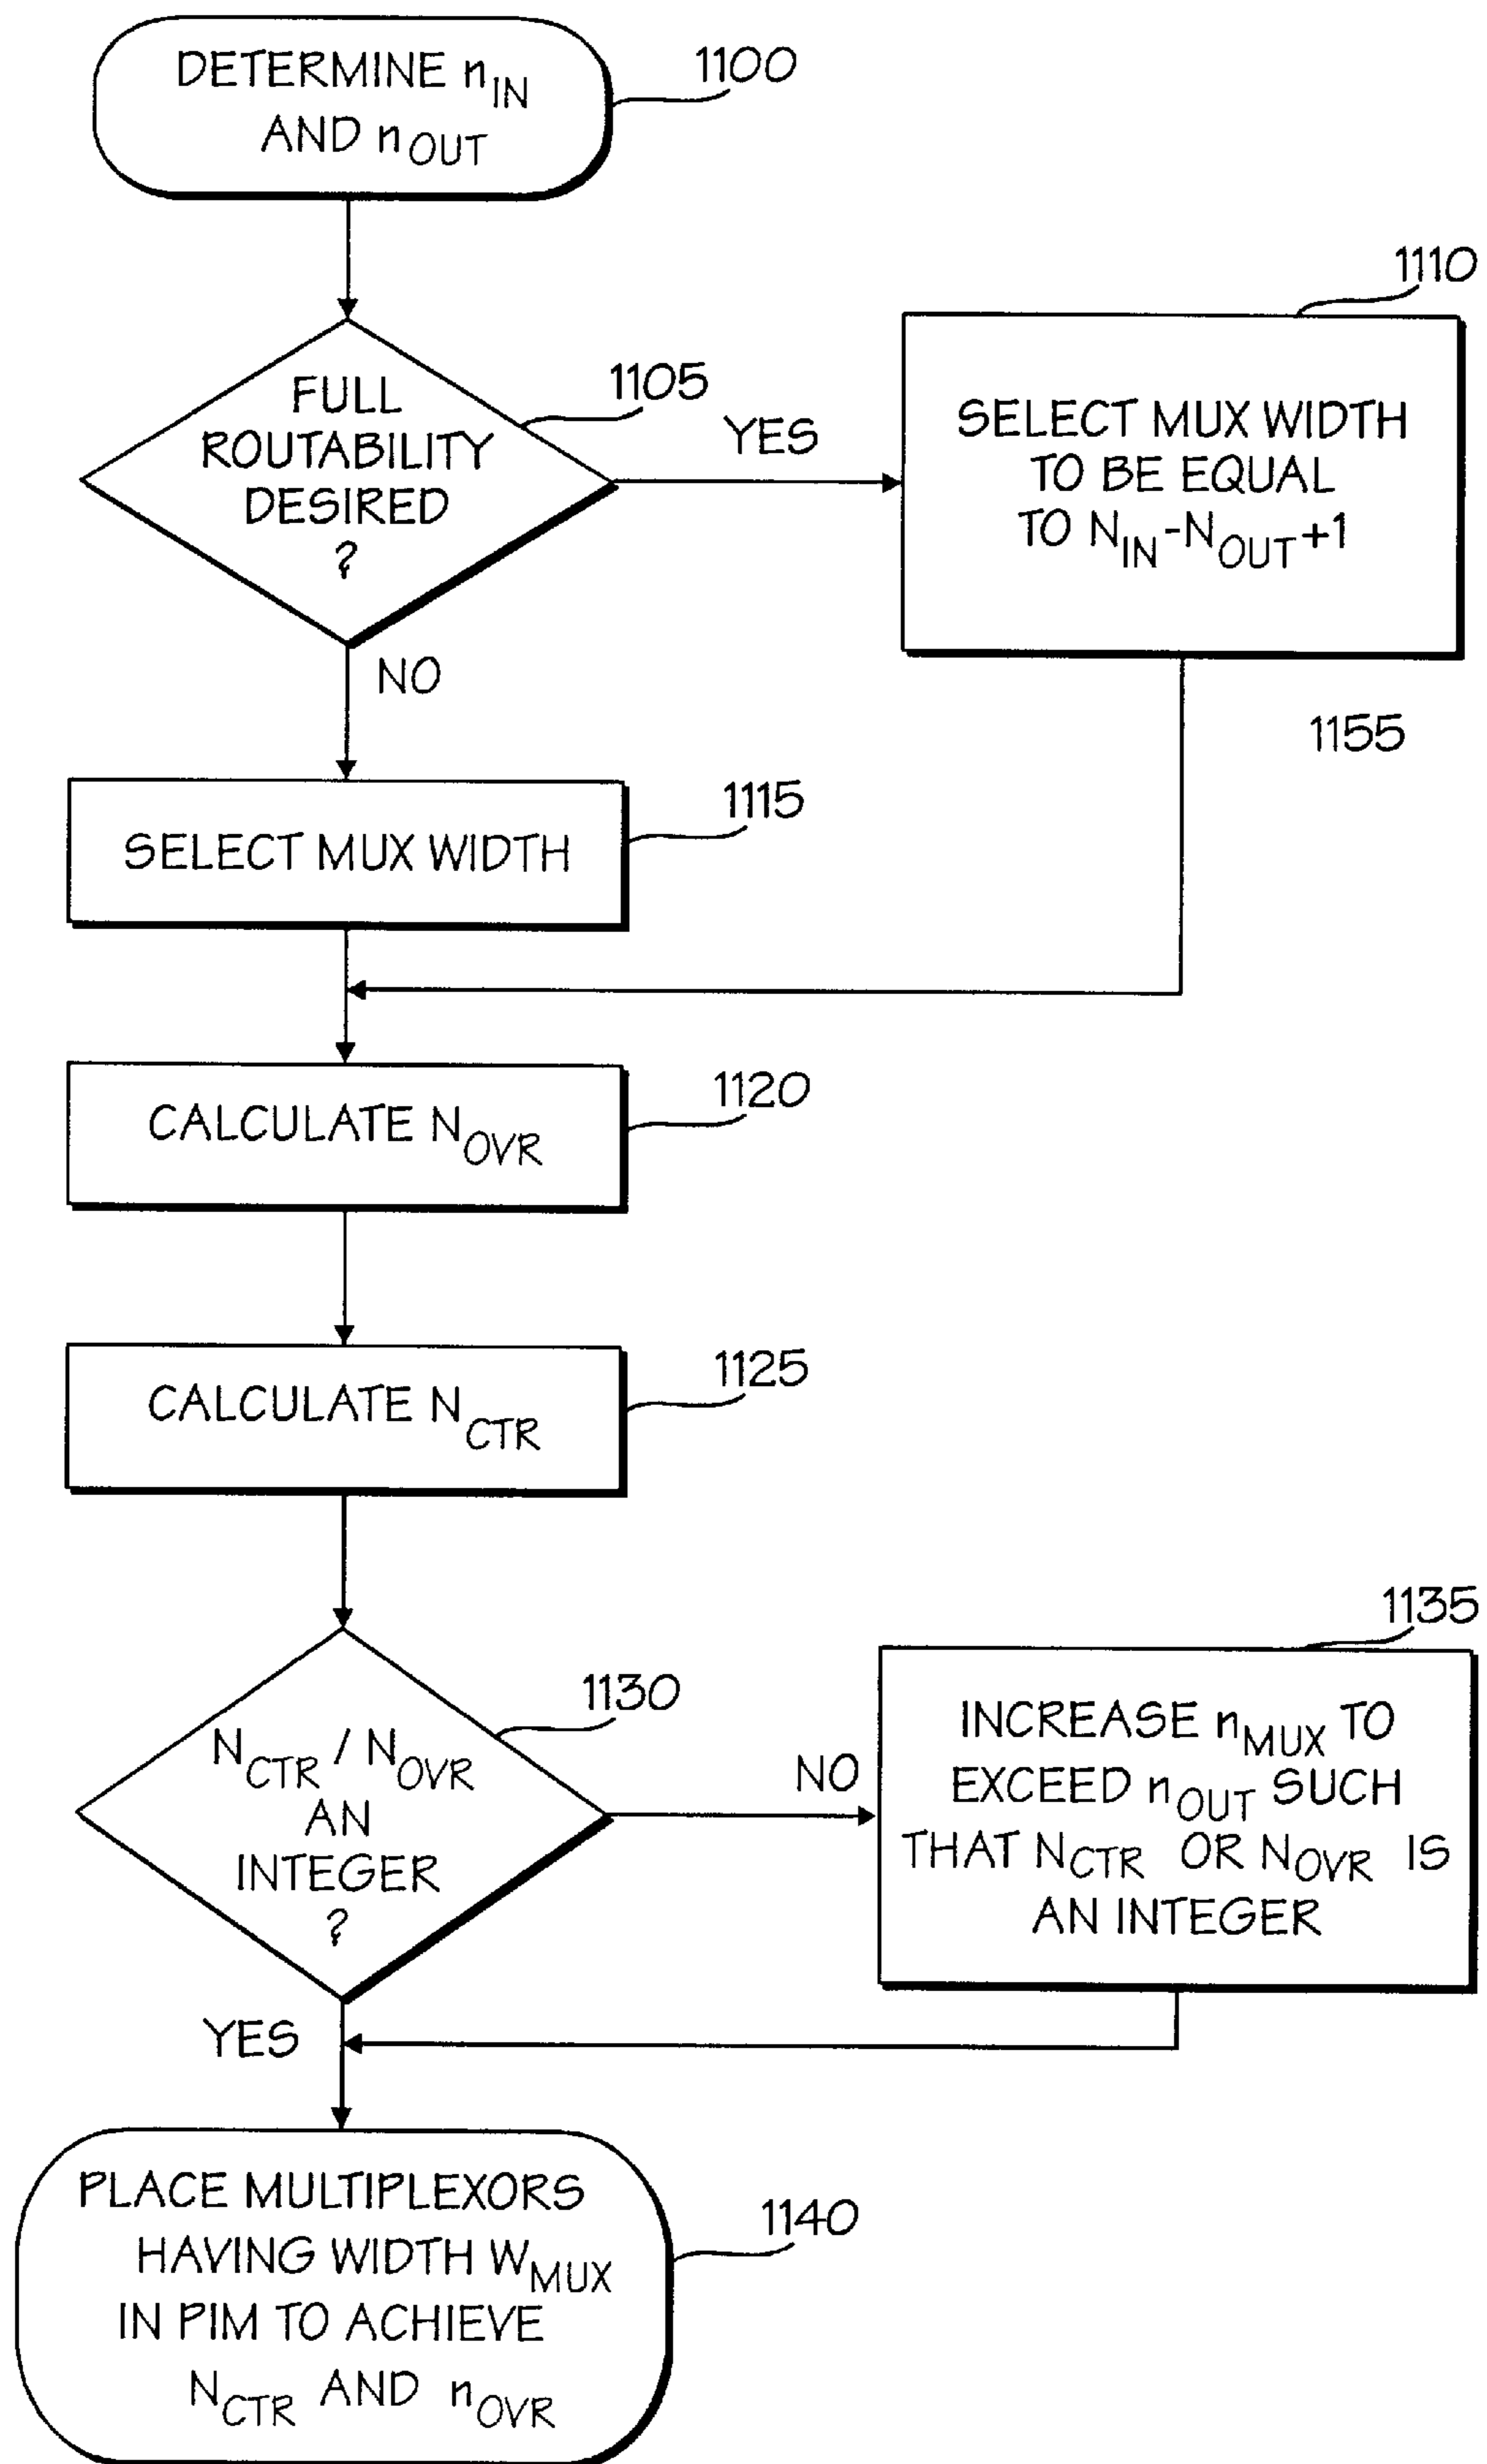 DETERMINE nIN
AND nOUT
1100
FULL
ROUTABILITY
DESIRED
?
1105
YES
NO
1110
SELECT MUX WIDTH
TO BE EQUAL
TO NIN-NOUT+1
1155
1115
SELECT MUX WIDTH
1120
CALCULATE NOVR
1125
CALCULATE NCTR
1130
NCTR / NOVR
AN
INTEGER
?
NO
YES
1135
INCREASE nMUX TO
EXCEED nOUT SUCH
THAT NCTR OR NOVR IS
AN INTEGER
PLACE MULTIPLEXORS
HAVING WIDTH WMUX
IN PIM TO ACHIEVE
NCTR AND nOVR
1140